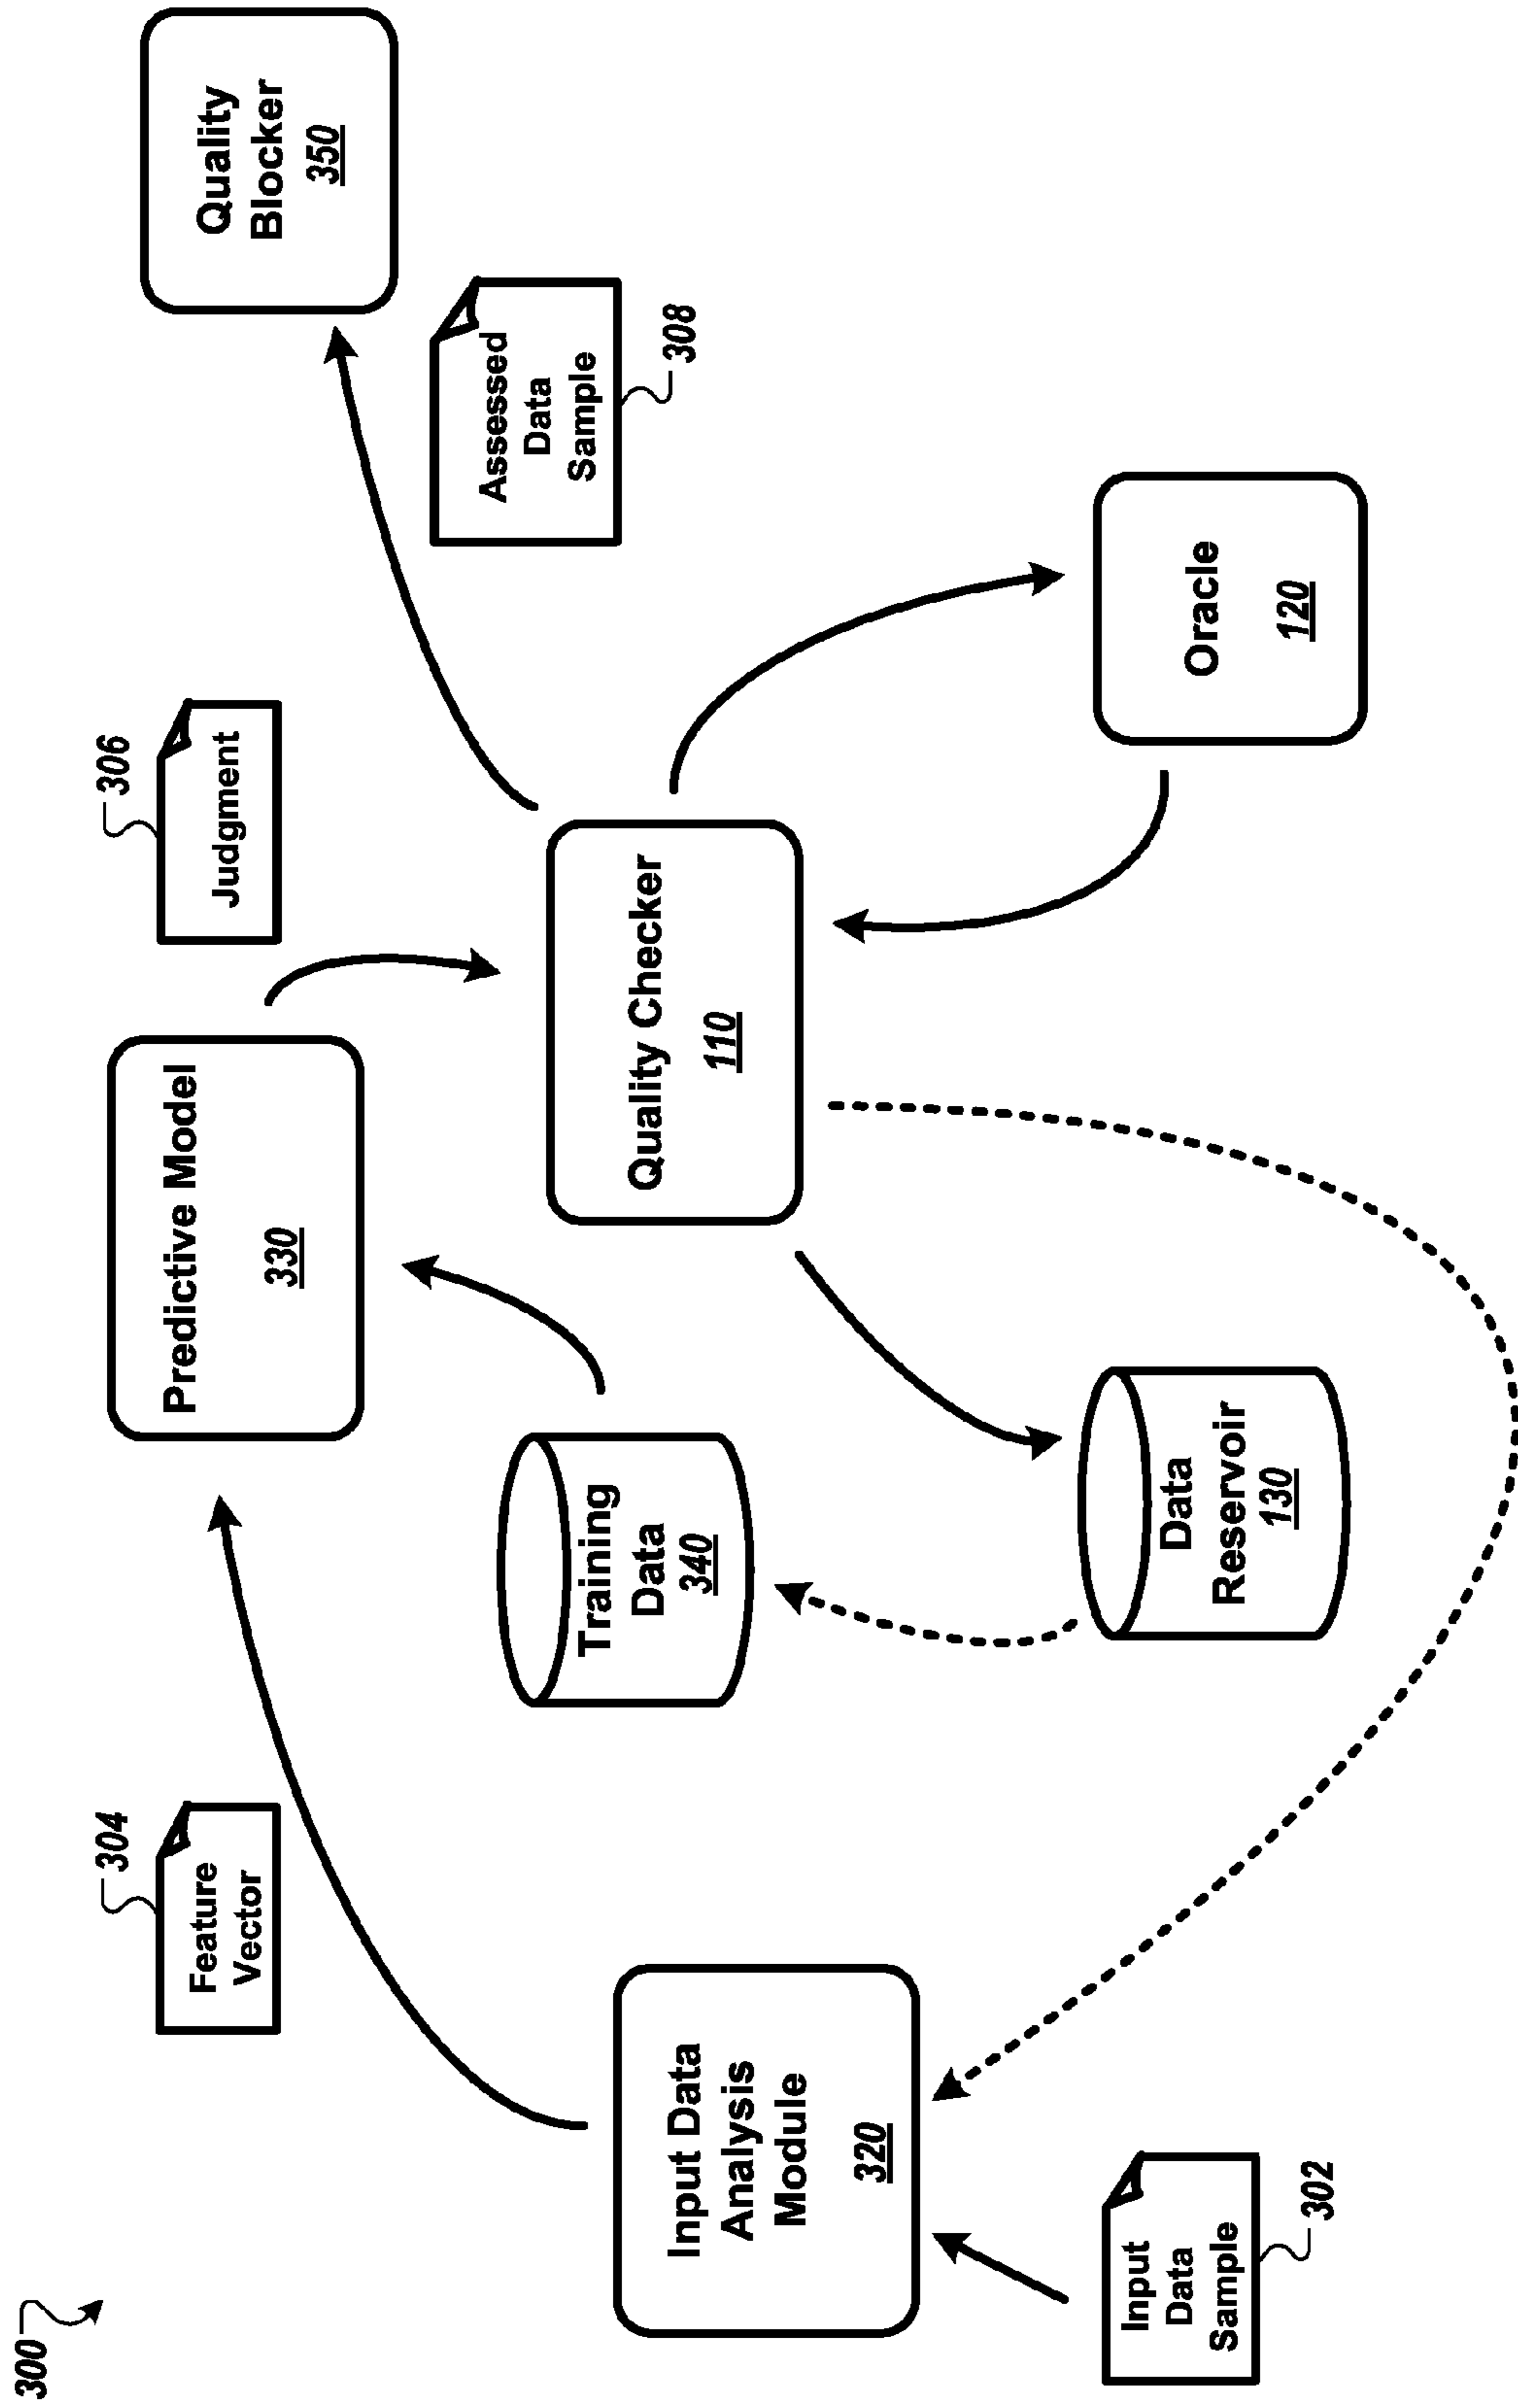 300
304
Feature
Vector
306
Judgment
Predictive Model
330
Quality
Blocker
350
Assessed
Data
Sample
308
Training
Data
340
Quality Checker
110
Input Data
Analysis
Module
320
Input
Data
Sample
302
Data
Reservoir
130
Oracle
120